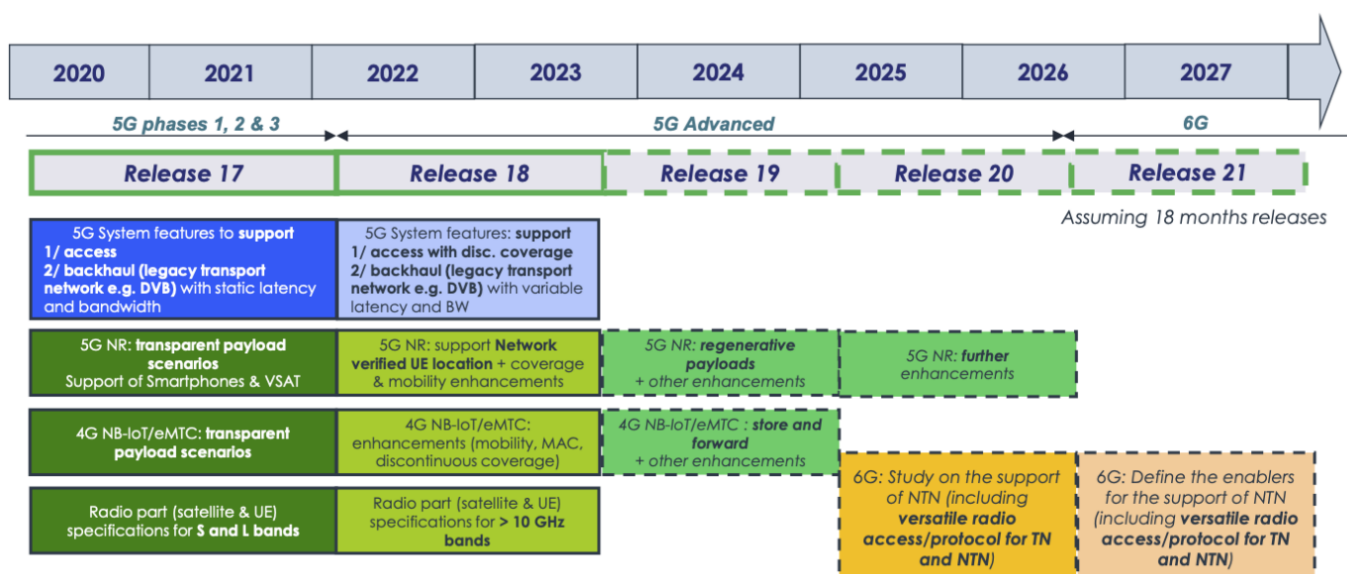 2020 2021 2022 2023 2024 2025 2026 2027
5G phases 1, 2 & 3 5G Advanced 6G
Release 17 Release 18 Release 19 Release 20 Release 21
Assuming 18 months releases
5G System features to support
1/ access
2/ backhaul (legacy transport
network e.g. DVB) with static latency
and bandwidth
5G System features: support
1/ access with disc. coverage
2/ backhaul (legacy transport
network e.g. DVB) with variable
latency and BW
5G NR: transparent payload
scenarios
Support of Smartphones & VSAT
5G NR: support Network
verified UE location + coverage
& mobility enhancements
5G NR: regenerative
payloads
+ other enhancements
5G NR: further
enhancements
4G NB-IoT/eMTC: transparent
payload scenarios
4G NB-IoT/eMTC:
enhancements (mobility, MAC,
discontinuous coverage)
4G NB-IoT/eMTC : store and
forward
+ other enhancements
6G: Study on the support
of NTN (including
versatile radio
access/protocol for TN
and NTN)
6G: Define the enablers
for the support of NTN
(including versatile radio
access/protocol for TN
and NTN)
Radio part (satellite & UE)
specifications for S and L bands
Radio part (satellite & UE)
specifications for > 10 GHz
bands